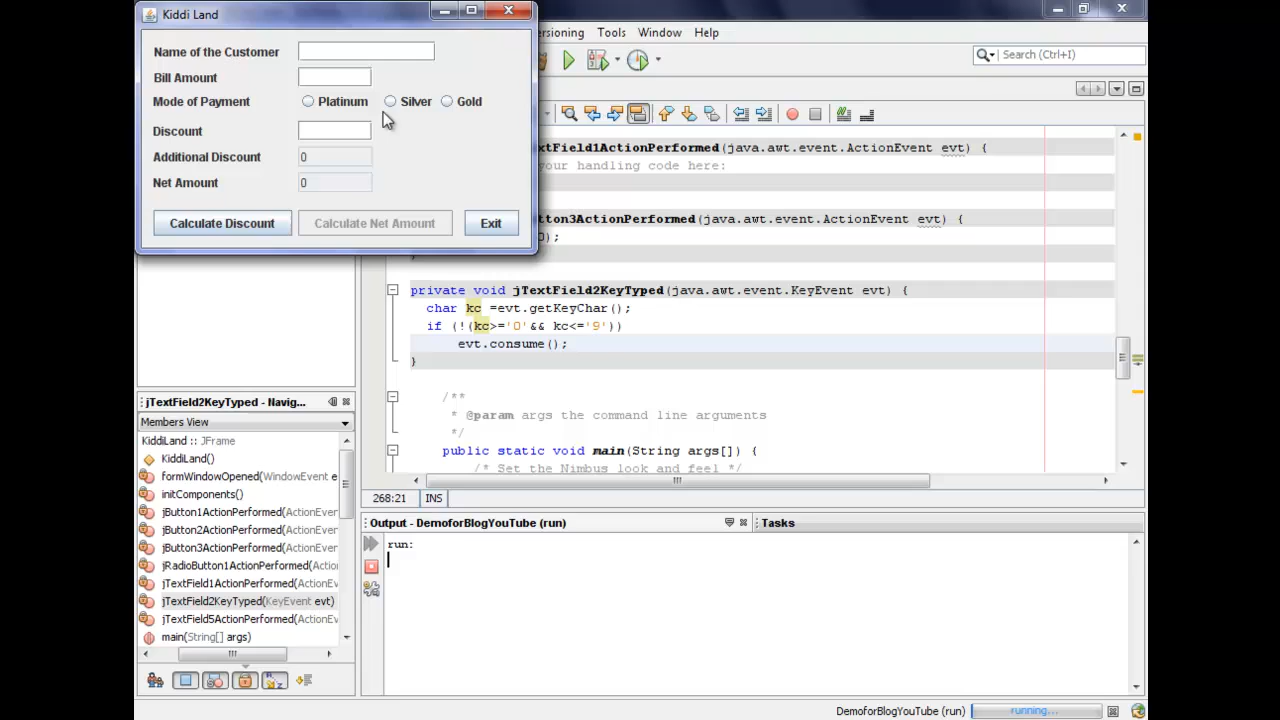 Kiddi Land
Name of the Customer
Bill Amount
Mode of Payment
Platinum
Silver
Gold
Discount
Additional Discount
0
Net Amount
0
Calculate Discount
Calculate Net Amount
Exit
ersioning
Tools
Window
Help
Search (Ctrl+I)
xtField1ActionPerformed(java.awt.event.ActionEvent evt) {
your handling code here:
ton3ActionPerformed(java.awt.event.ActionEvent evt) {
0);
private void jTextField2KeyTyped(java.awt.event.KeyEvent evt) {
char kc =evt.getKeyChar();
if (!(kc>='0'&& kc<='9'))
evt.consume();
}
/**
* @param args the command line arguments
*/
public static void main(String args[]) {
/* Set the Nimbus look and feel */
268:21
INS
jTextField2KeyTyped - Navig...
Members View
KiddiLand :: JFrame
KiddiLand()
formWindowOpened(WindowEvent e
initComponents()
jButton1ActionPerformed(ActionEver
jButton2ActionPerformed(ActionEver
jButton3ActionPerformed(ActionEver
jRadioButton1ActionPerformed(Actio
jTextField1ActionPerformed(ActionEv
jTextField2KeyTyped(KeyEvent evt)
jTextField5ActionPerformed(ActionEv
main(String[] args)
Output - DemoforBlogYouTube (run)
Tasks
run:
DemoforBlogYouTube (run)
running...